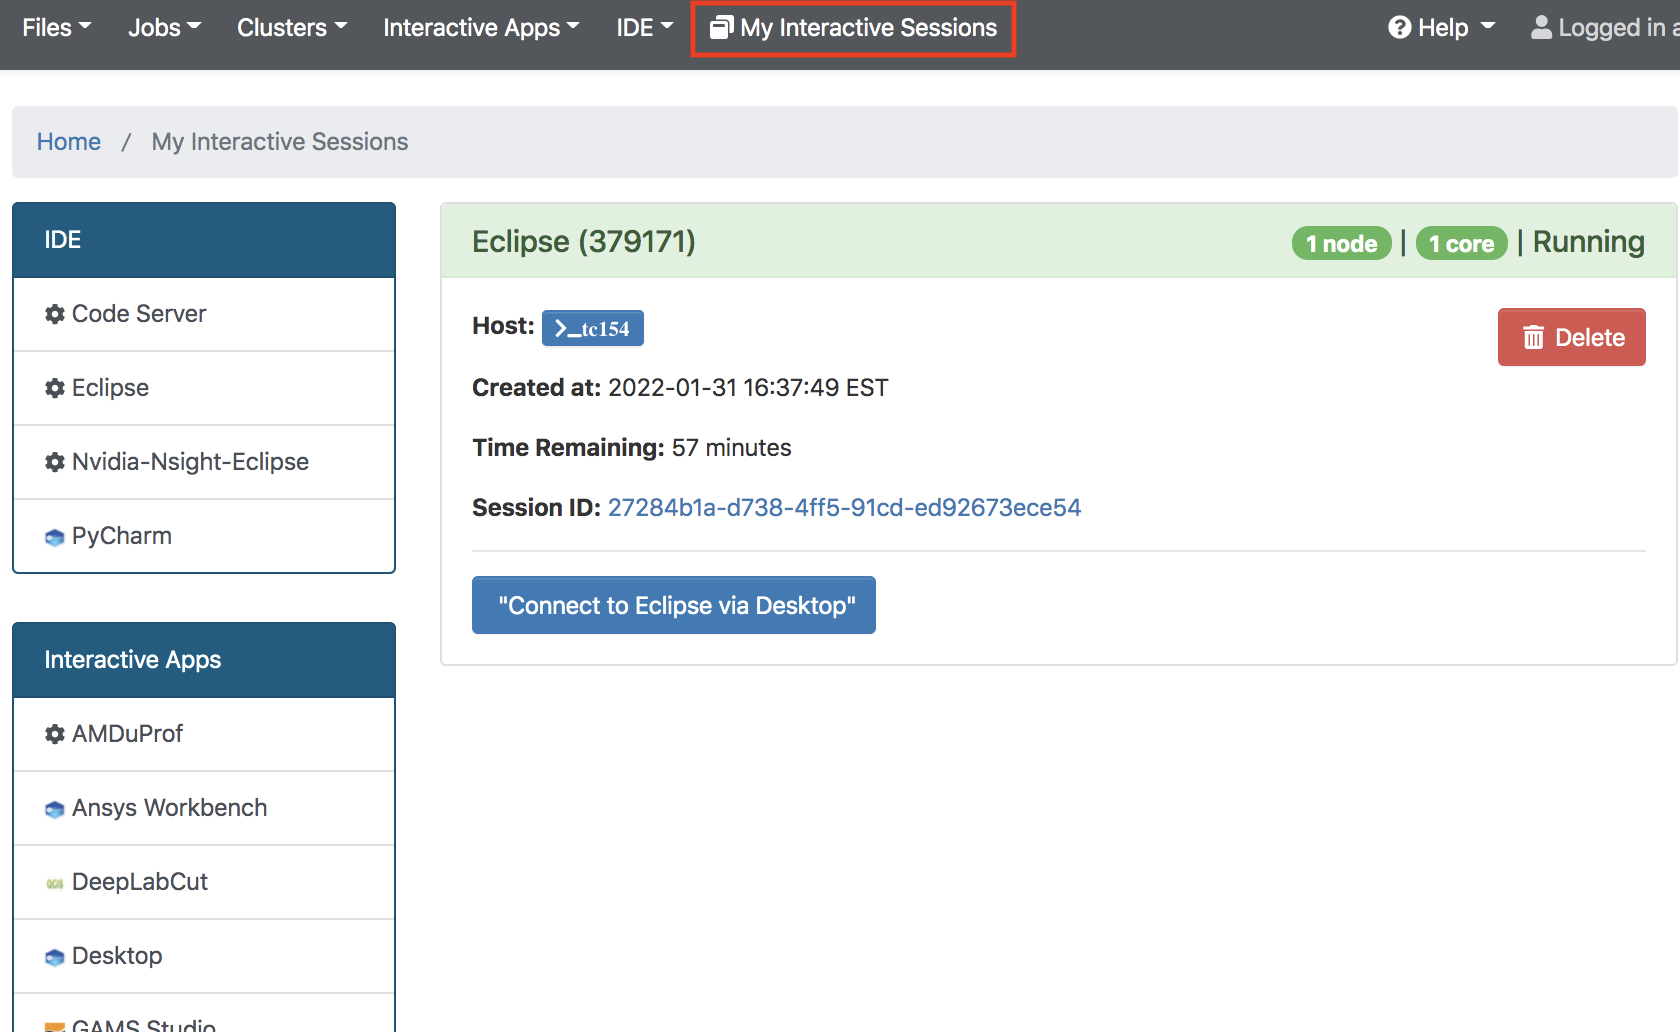 Files Jobs Clusters Interactive Apps IDE My Interactive Sessions Help Logged in
Home / My Interactive Sessions
IDE
Code Server
Eclipse
Nvidia-Nsight-Eclipse
PyCharm
Interactive Apps
AMDuProf
Ansys Workbench
DeepLabCut
Desktop
GAMS Studio
Eclipse (379171) 1 node | 1 core | Running
Host: >_tc154
Delete
Created at: 2022-01-31 16:37:49 EST
Time Remaining: 57 minutes
Session ID: 27284b1a-d738-4ff5-91cd-ed92673ece54
"Connect to Eclipse via Desktop"